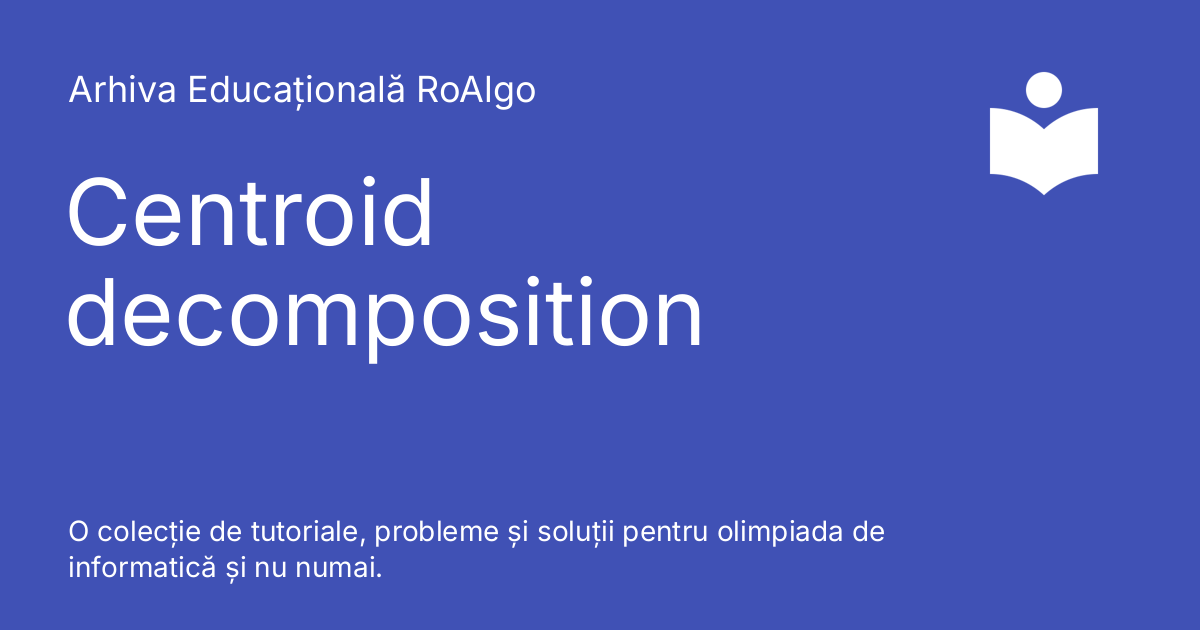 Arhiva Educațională RoAlgo
Centroid
decomposition
O colecție de tutoriale, probleme și soluții pentru olimpiada de
informatică și nu numai.